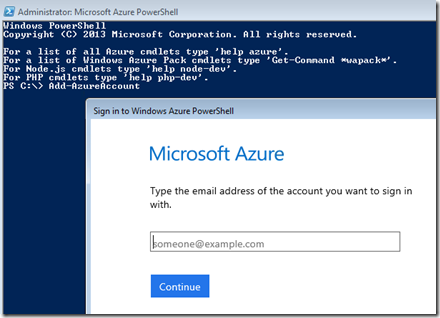 Administrator: Microsoft Azure PowerShell
Windows PowerShell
Copyright (C) 2013 Microsoft Corporation. All rights reserved.
For a list of all Azure cmdlets type 'help azure'.
For a list of Windows Azure Pack cmdlets type 'Get-Command *wapack*'.
For Node.js cmdlets type 'help node-dev'.
For PHP cmdlets type 'help php-dev'.
PS C:\> Add-AzureAccount
Sign in to Windows Azure PowerShell
Microsoft Azure
Type the email address of the account you want to sign in
with.
someone@example.com
Continue